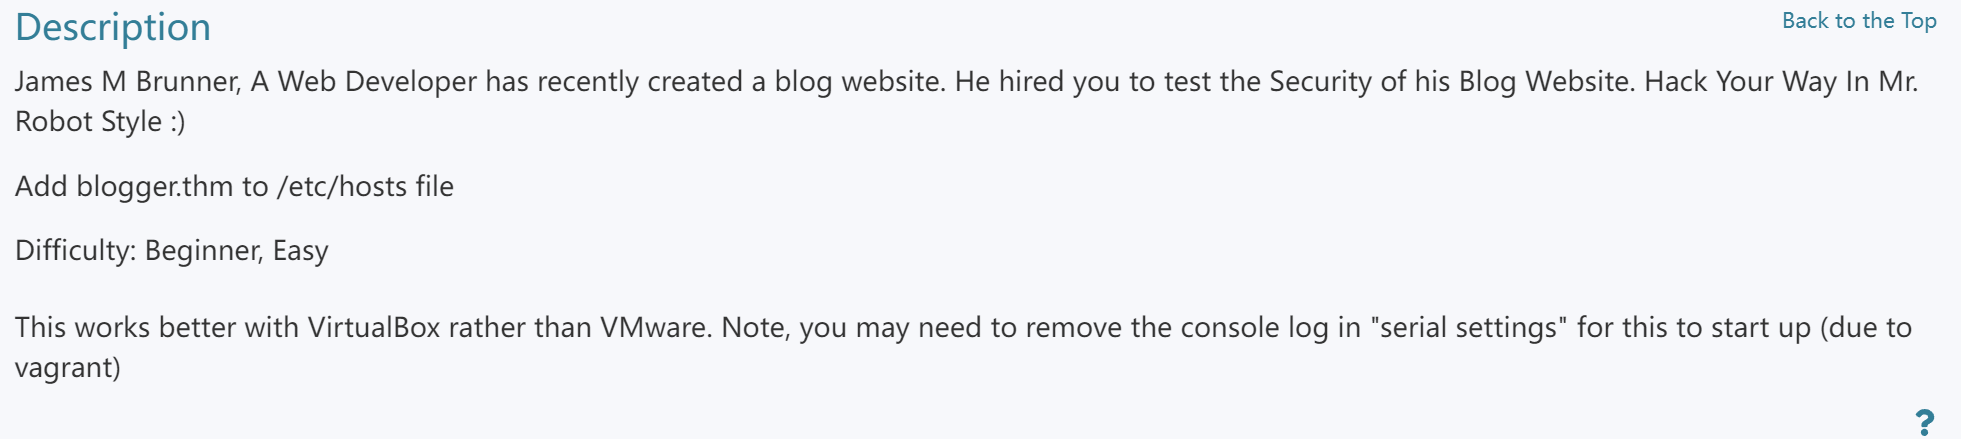 Description
Back to the Top
James M Brunner, A Web Developer has recently created a blog website. He hired you to test the Security of his Blog Website. Hack Your Way In Mr.
Robot Style :)
Add blogger.thm to /etc/hosts file
Difficulty: Beginner, Easy
This works better with VirtualBox rather than VMware. Note, you may need to remove the console log in "serial settings" for this to start up (due to
vagrant)
?